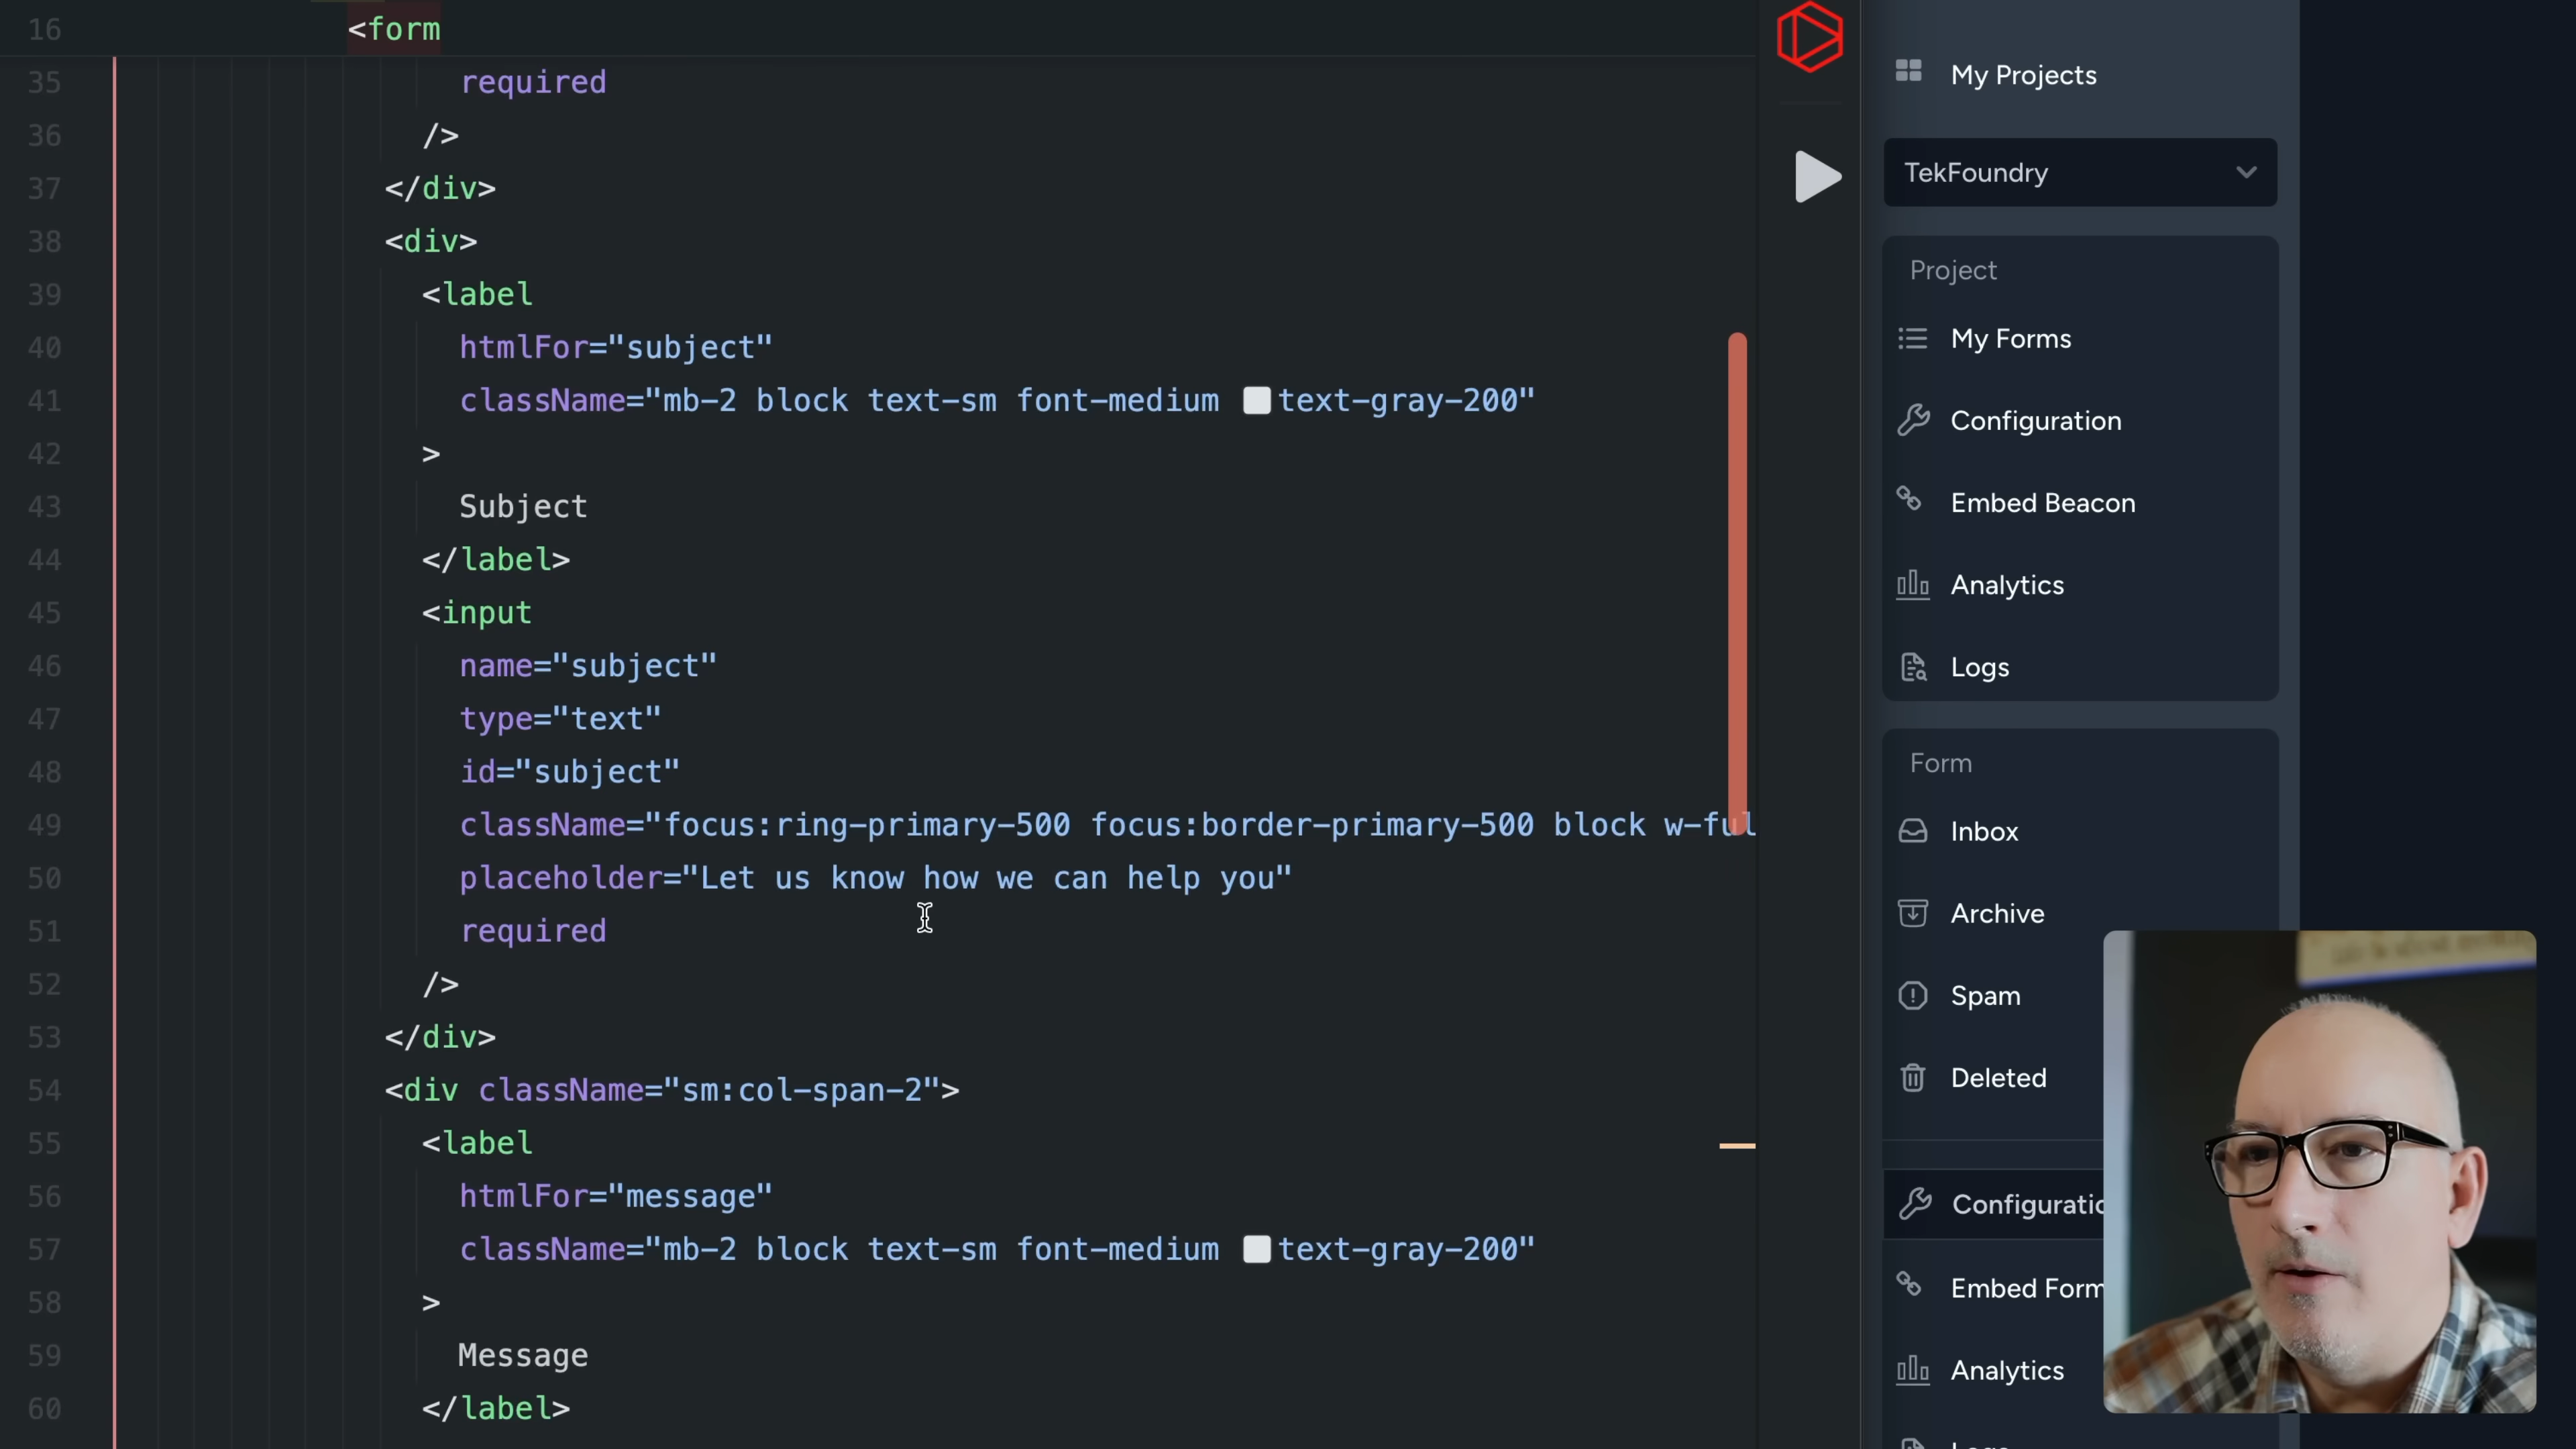 16 <form
35 required
36 />
37 </div>
38 <div>
39 <label
40 htmlFor="subject"
41 className="mb-2 block text-sm font-medium text-gray-200"
42 >
43 Subject
44 </label>
45 <input
46 name="subject"
47 type="text"
48 id="subject"
49 className="focus:ring-primary-500 focus:border-primary-500 block w-ful
50 placeholder="Let us know how we can help you"
51 required
52 />
53 </div>
54 <div className="sm:col-span-2">
55 <label
56 htmlFor="message"
57 className="mb-2 block text-sm font-medium text-gray-200"
58 >
59 Message
60 </label>
My Projects
TekFoundry
Project
My Forms
Configuration
Embed Beacon
Analytics
Logs
Form
Inbox
Archive
Spam
Deleted
Configuratio
Embed Form
Analytics